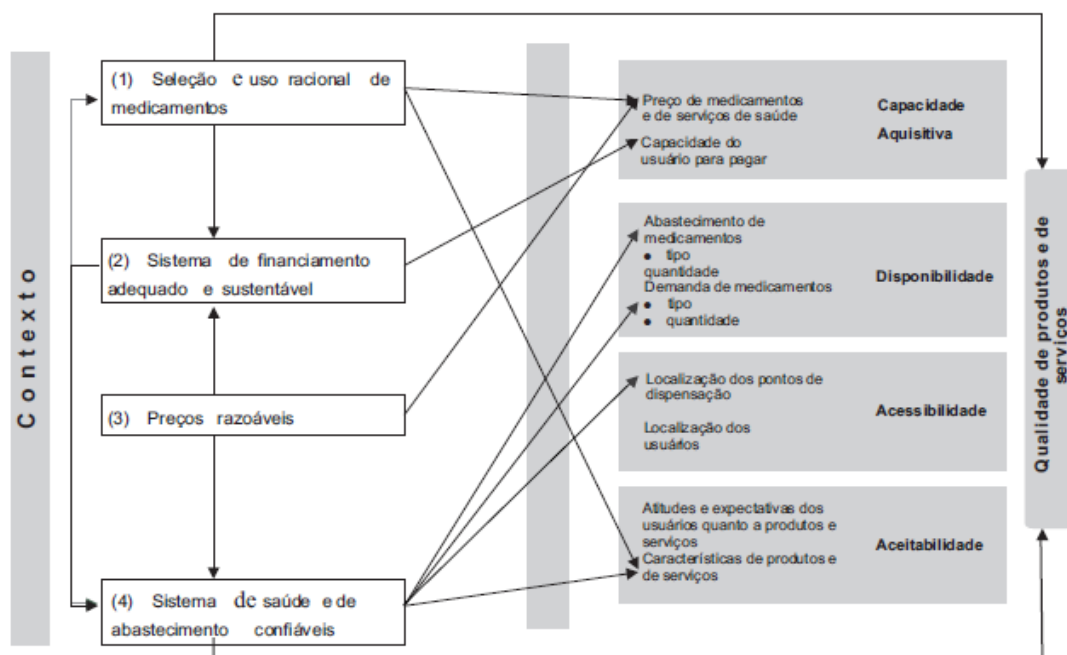 Contexto
(1) Seleção e uso racional de
medicamentos
(2) Sistema de financiamento
adequado e sustentável
(3) Preços razoáveis
(4) Sistema de saúde e de
abastecimento confiáveis
Preço de medicamentos
e de serviços de saúde
Capacidade do
usuário para pagar
Capacidade
Aquisitiva
Abastecimento de
medicamentos
• tipo
quantidade
Demanda de medicamentos
• tipo
• quantidade
Disponibilidade
Localização dos pontos de
dispensação
Localização dos
usuários
Acessibilidade
Atitudes e expectativas dos
usuários quanto a produtos e
serviços
Características de produtos e
de serviços
Aceitabilidade
Qualidade de produtos e de
serviços